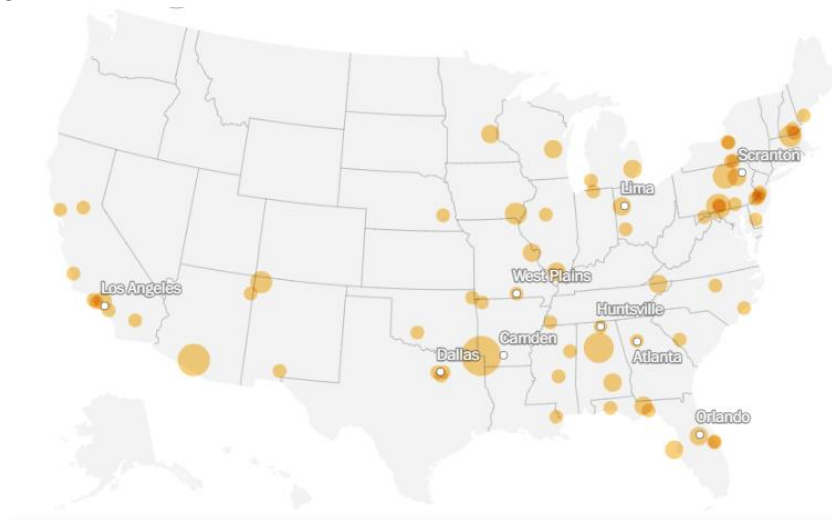 Scranton
Lima
Los Angeles
West Plains
Huntsville
Camden
Dallas
Atlanta
Orlando